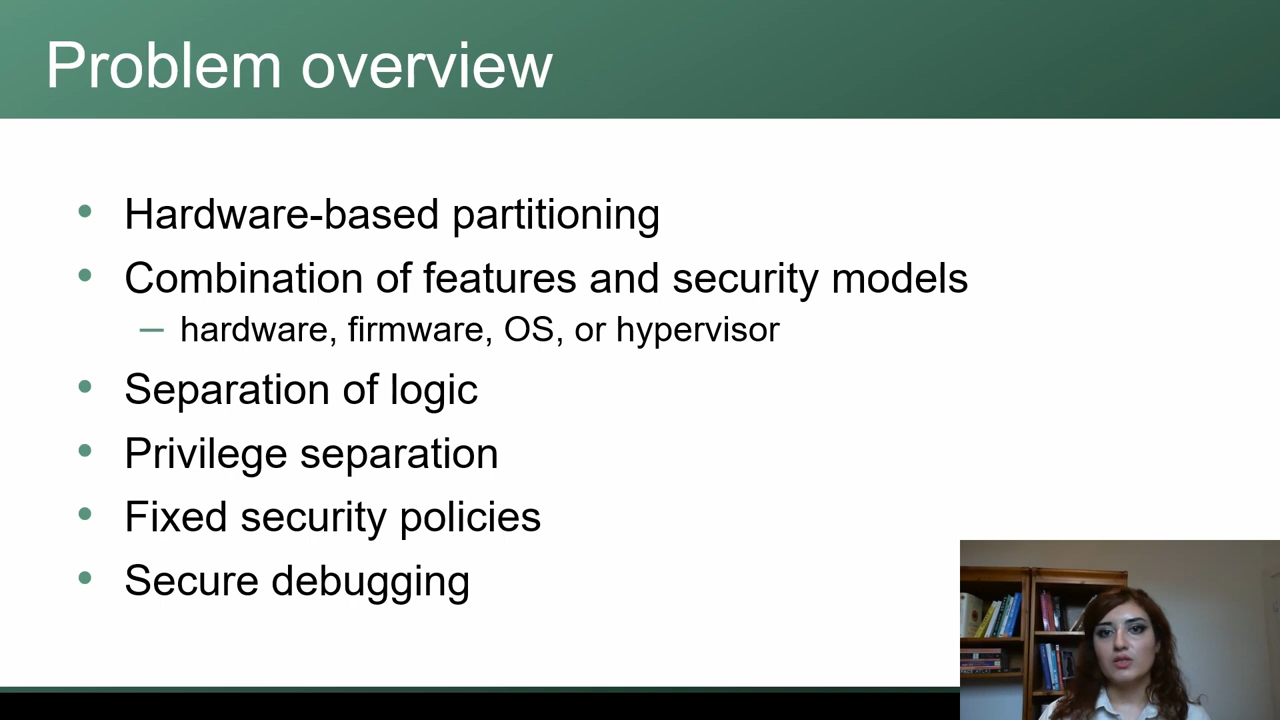 Problem overview
Hardware-based partitioning
Combination of features and security models
hardware, firmware, OS, or hypervisor
Separation of logic
Privilege separation
Fixed security policies
Secure debugging